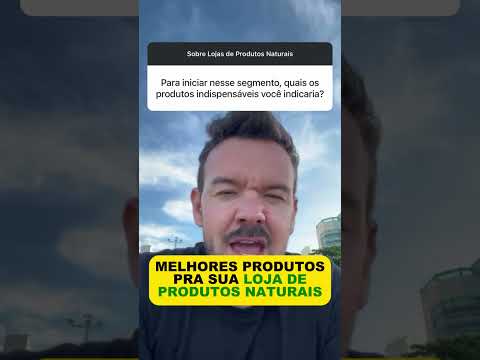 Sobre Lojas de Produtos Naturais
Para iniciar nesse segmento, quais os
produtos indispensáveis você indicaria?
MELHORES PRODUTOS
PRA SUA LOJA DE
PRODUTOS NATURAIS